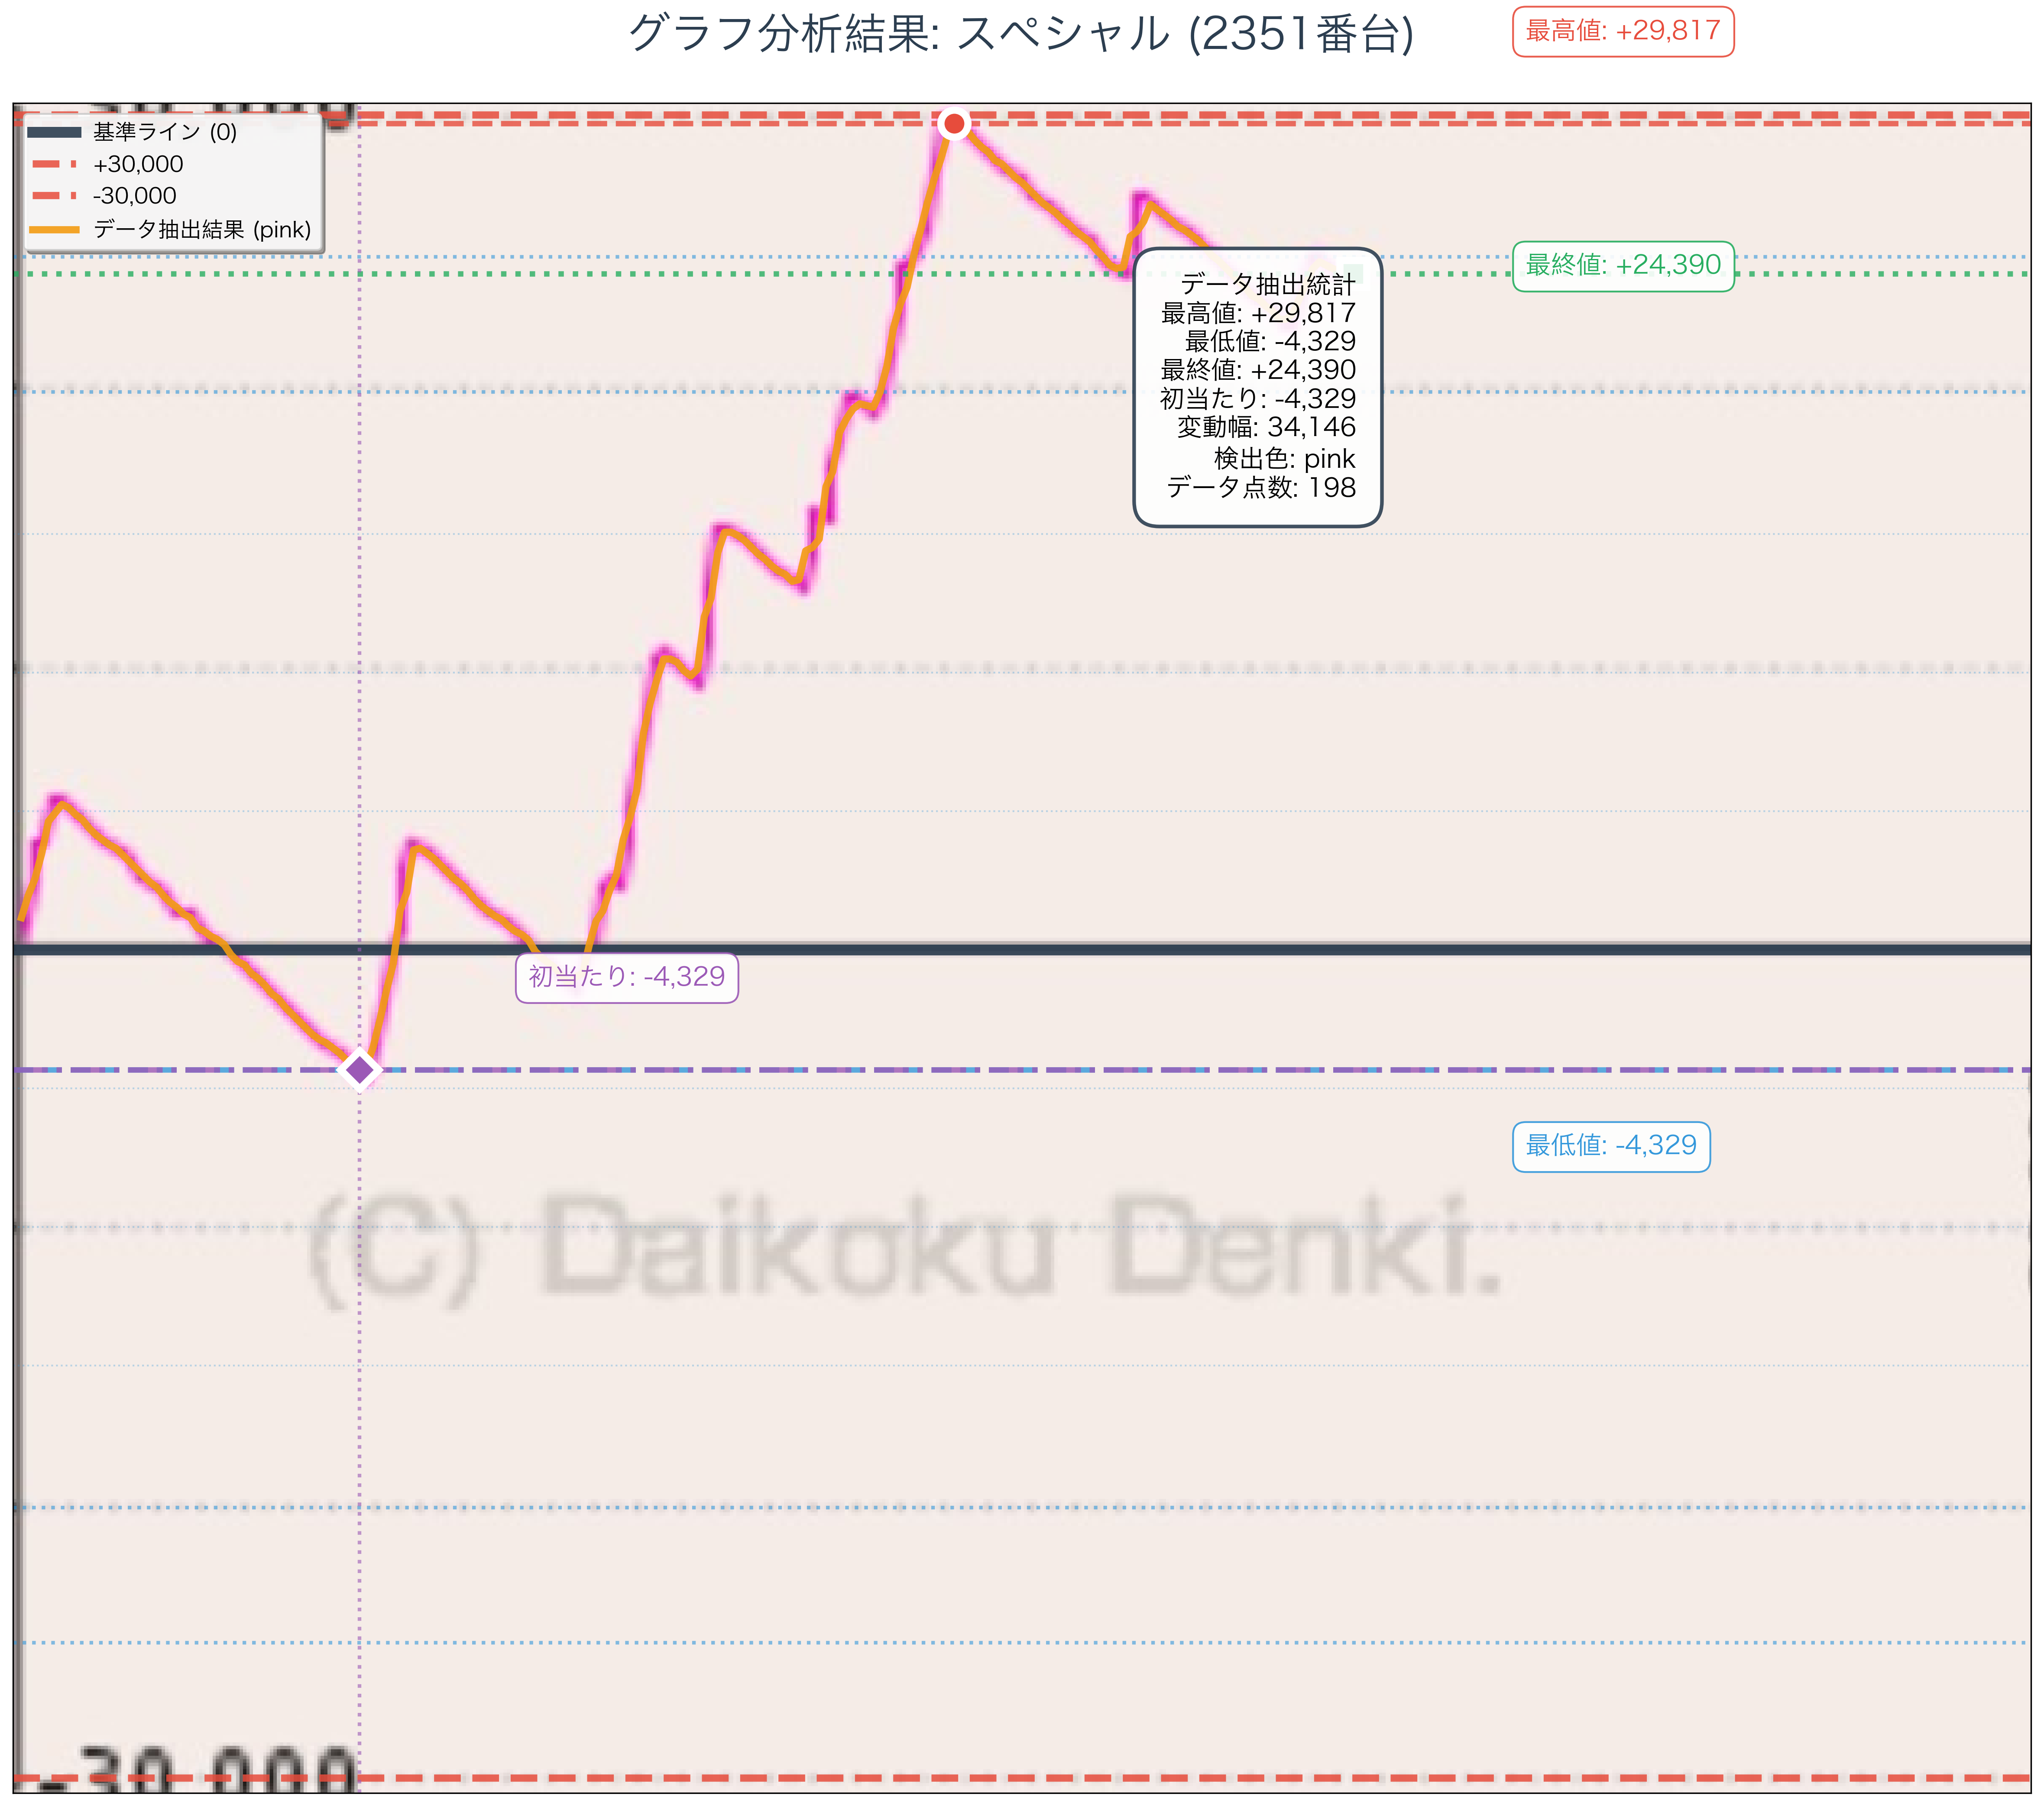 グラフ分析結果: スペシャル (2351番台)
最高値: +29,817
基準ライン (0)
+30,000
-30,000
データ抽出結果 (pink)
最終値: +24,390
データ抽出統計
最高値: +29,817
最低値: -4,329
最終値: +24,390
初当たり: -4,329
変動幅: 34,146
検出色: pink
データ点数: 198
初当たり: -4,329
最低値: -4,329
(C) Daikoku Denki.
-30,000